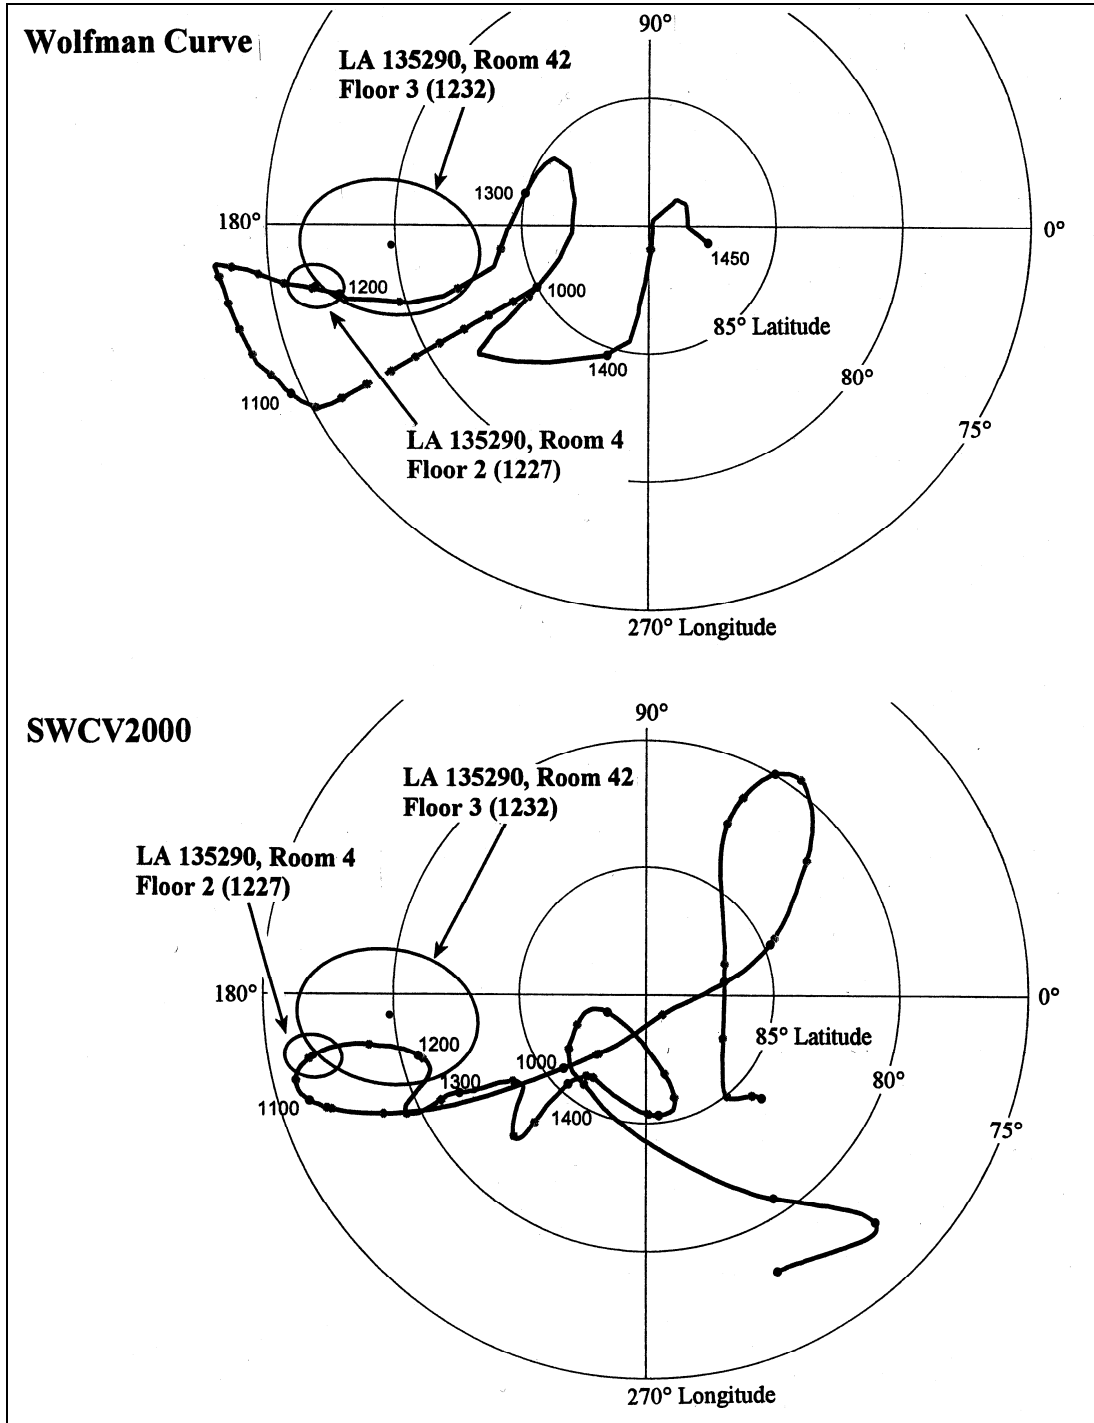 Wolfman Curve
90°
LA 135290, Room 42
Floor 3 (1232)
1300
180°
0°
1200
1000
1450
85° Latitude
1400
80°
1100
75°
LA 135290, Room 4
Floor 2 (1227)
270° Longitude
SWCV2000
90°
LA 135290, Room 42
Floor 3 (1232)
LA 135290, Room 4
Floor 2 (1227)
180°
0°
85° Latitude
1200
1000
1300
80°
1100
1400
75°
270° Longitude